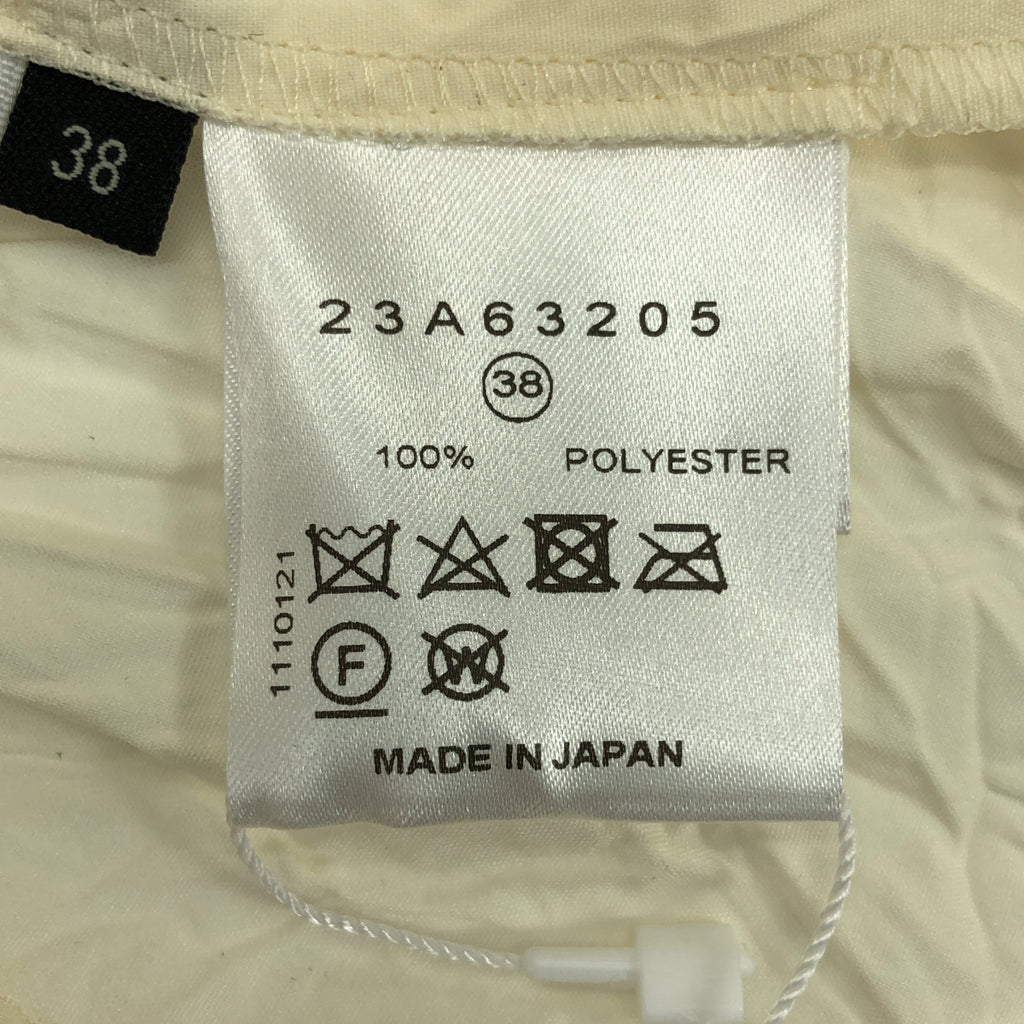 38
23A63205
38
100% POLYESTER
1110121
F W
MADE IN JAPAN